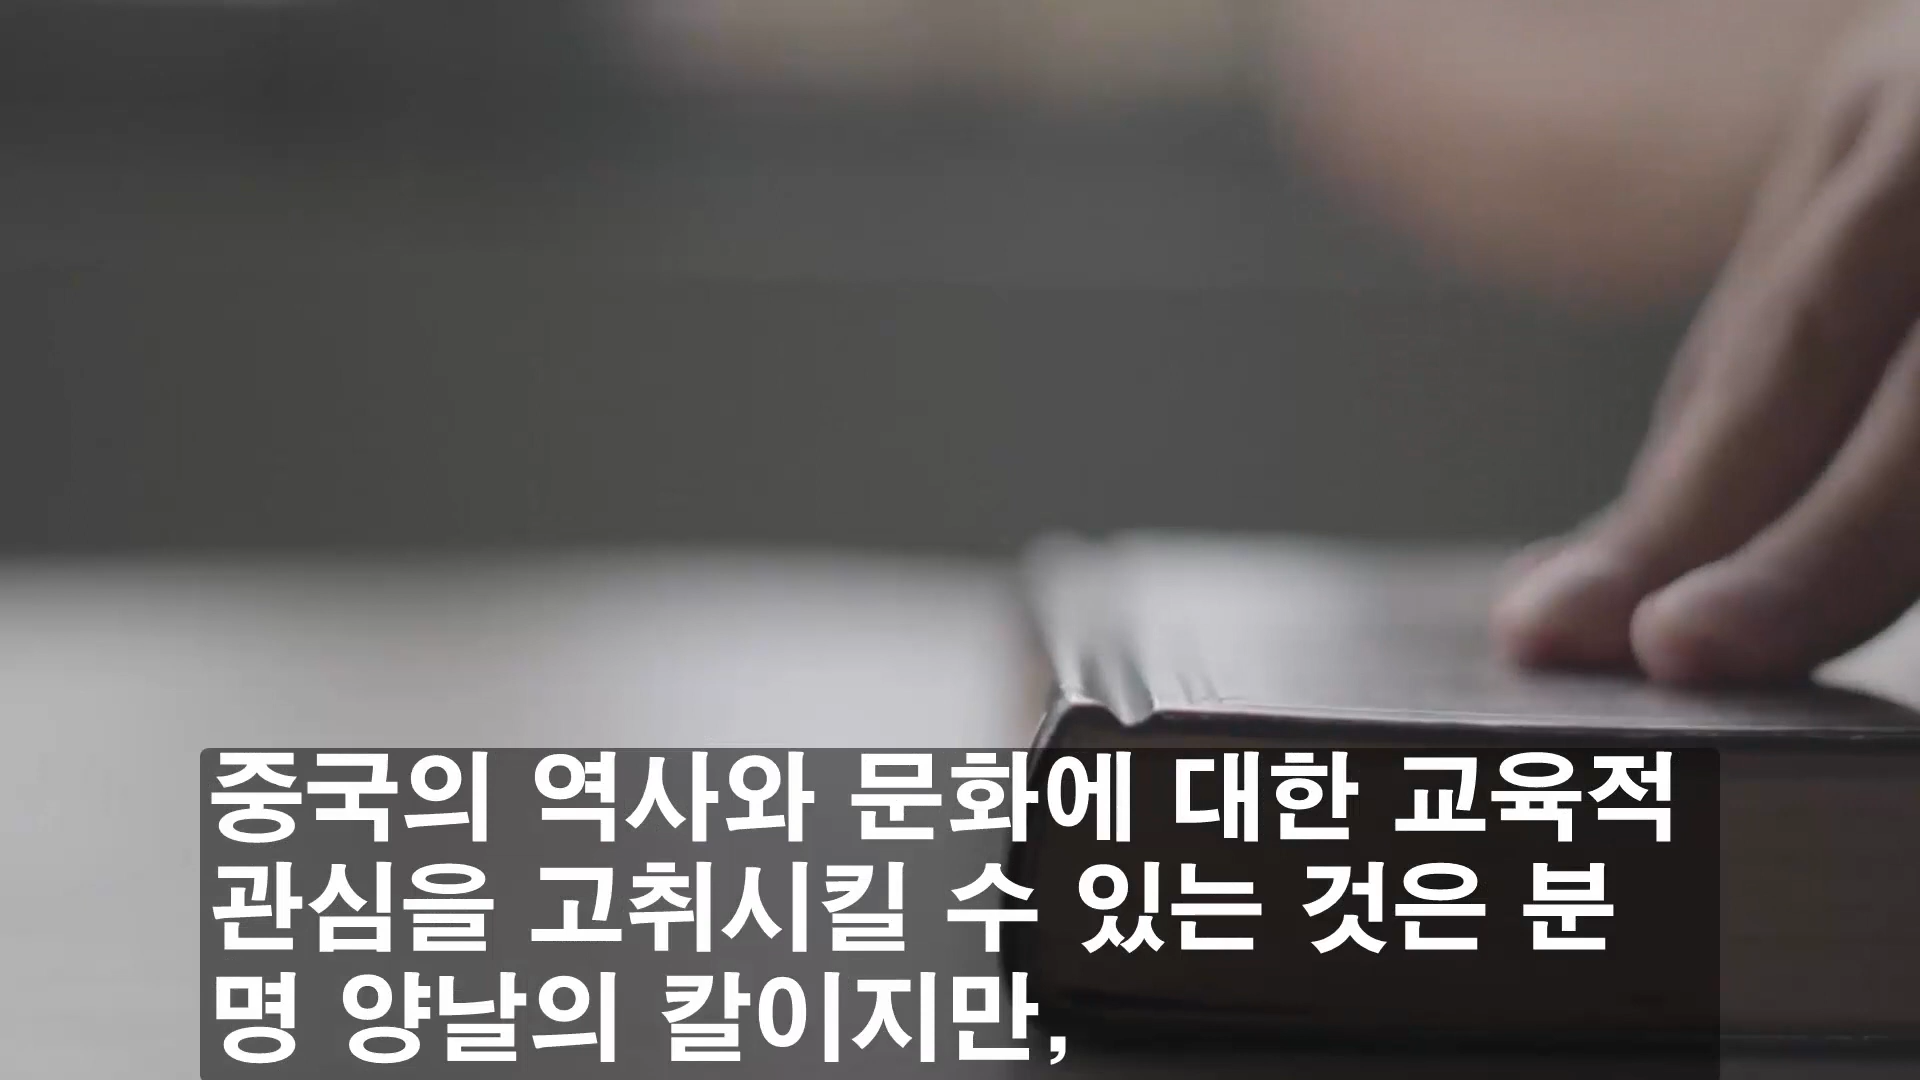 중국의 역사와 문화에 대한 교육적
관심을 고취시킬 수 있는 것은 분
명 양날의 칼이지만,